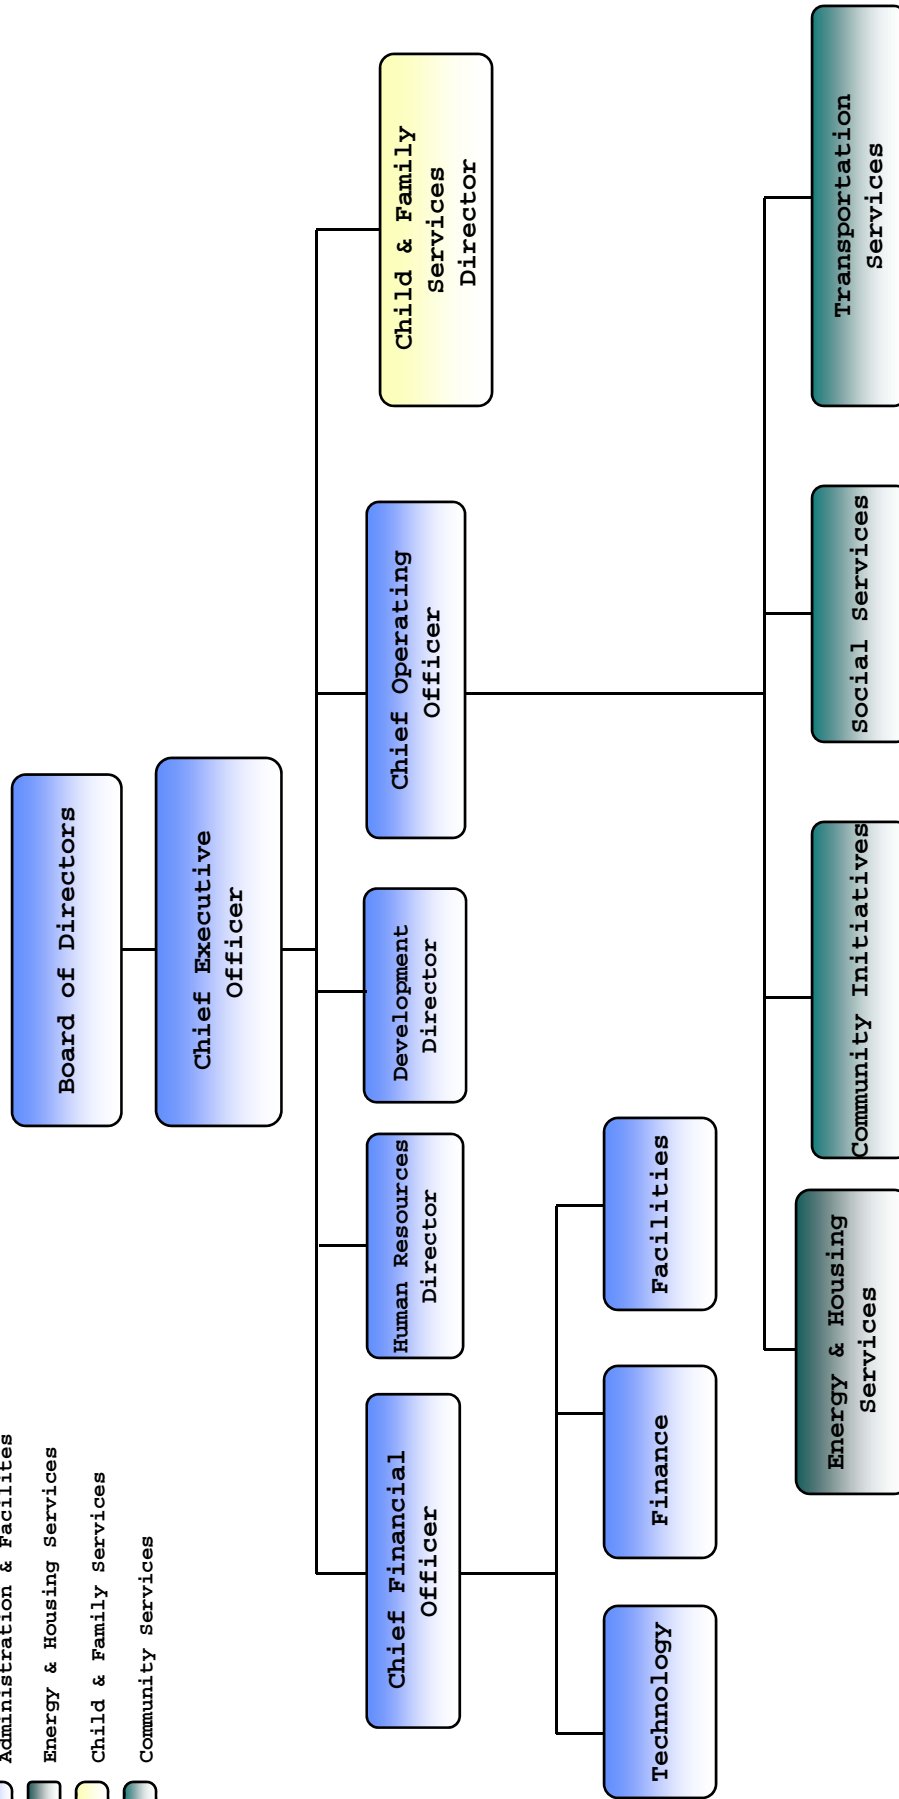 Administration & Facilites
Energy & Housing Services
Child & Family Services
Community Services
Board of Directors
Chief Executive
Officer
Chief Financial
Officer
Human Resources
Director
Development
Director
Chief Operating
Officer
Child & Family
Services
Director
Technology
Finance
Facilities
Energy & Housing
Services
Community Initiatives
Social Services
Transportation
Services